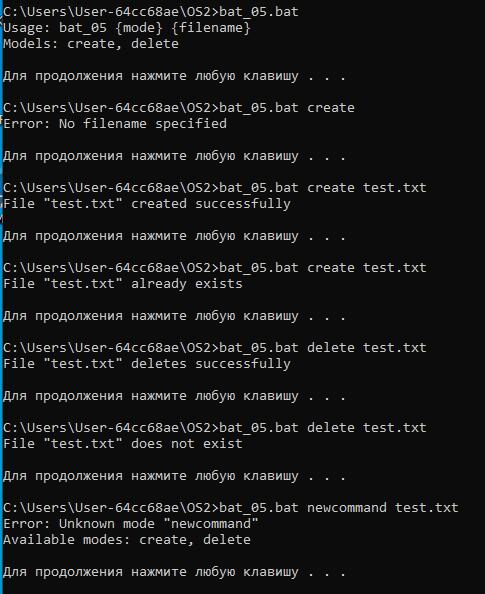 C:\Users\User-64cc68ae\OS2>bat_05.bat
Usage: bat_05 {mode} {filename}
Models: create, delete
Для продолжения нажмите любую клавишу . . .
C:\Users\User-64cc68ae\OS2>bat_05.bat create
Error: No filename specified
Для продолжения нажмите любую клавишу . . .
C:\Users\User-64cc68ae\OS2>bat_05.bat create test.txt
File "test.txt" created successfully
Для продолжения нажмите любую клавишу . . .
C:\Users\User-64cc68ae\OS2>bat_05.bat create test.txt
File "test.txt" already exists
Для продолжения нажмите любую клавишу . . .
C:\Users\User-64cc68ae\OS2>bat_05.bat delete test.txt
File "test.txt" deletes successfully
Для продолжения нажмите любую клавишу . . .
C:\Users\User-64cc68ae\OS2>bat_05.bat delete test.txt
File "test.txt" does not exist
Для продолжения нажмите любую клавишу . . .
C:\Users\User-64cc68ae\OS2>bat_05.bat newcommand test.txt
Error: Unknown mode "newcommand"
Available modes: create, delete
Для продолжения нажмите любую клавишу . . .